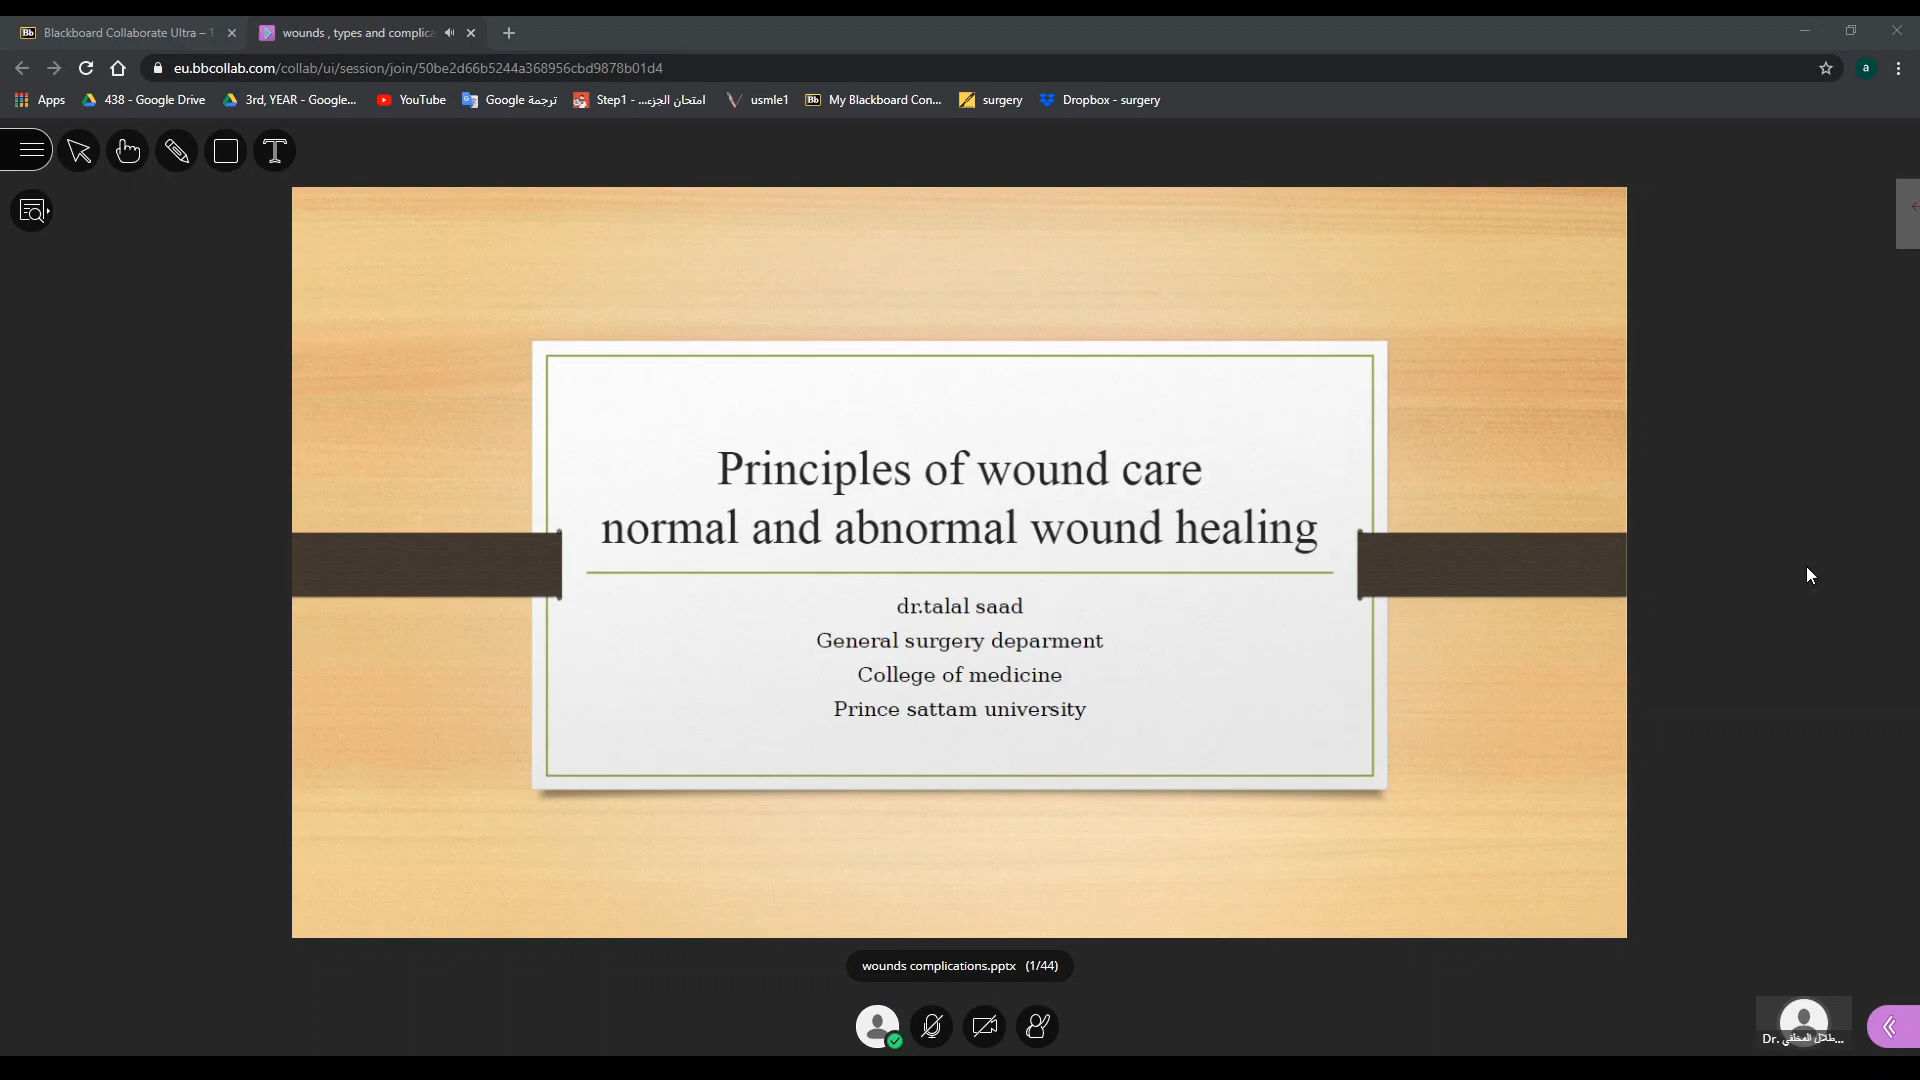 Blackboard Collaborate Ultra –
wounds , types and complica
eu.bbcollab.com/collab/ui/session/join/50be2d66b5244a368956cbd9878b01d4
a
Apps
438 - Google Drive
3rd, YEAR - Google...
YouTube
ترجمة Google
Step1 - ...امتحان الجزء
usmle1
My Blackboard Con...
surgery
Dropbox - surgery
Principles of wound care
normal and abnormal wound healing
dr.talal saad
General surgery deparment
College of medicine
Prince sattam university
wounds complications.pptx (1/44)
Dr. طلال